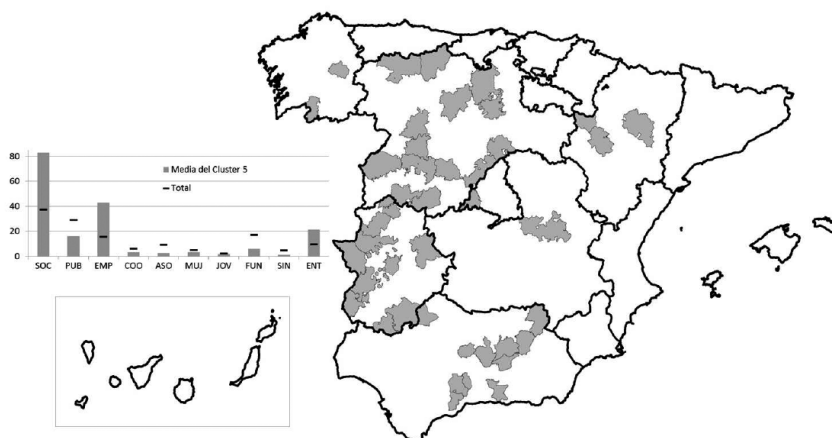 80
60
40
20
0
Media del Cluster 5
Total
SOC PUB EMP COO ASO MUJ JOV FUN SIN ENT